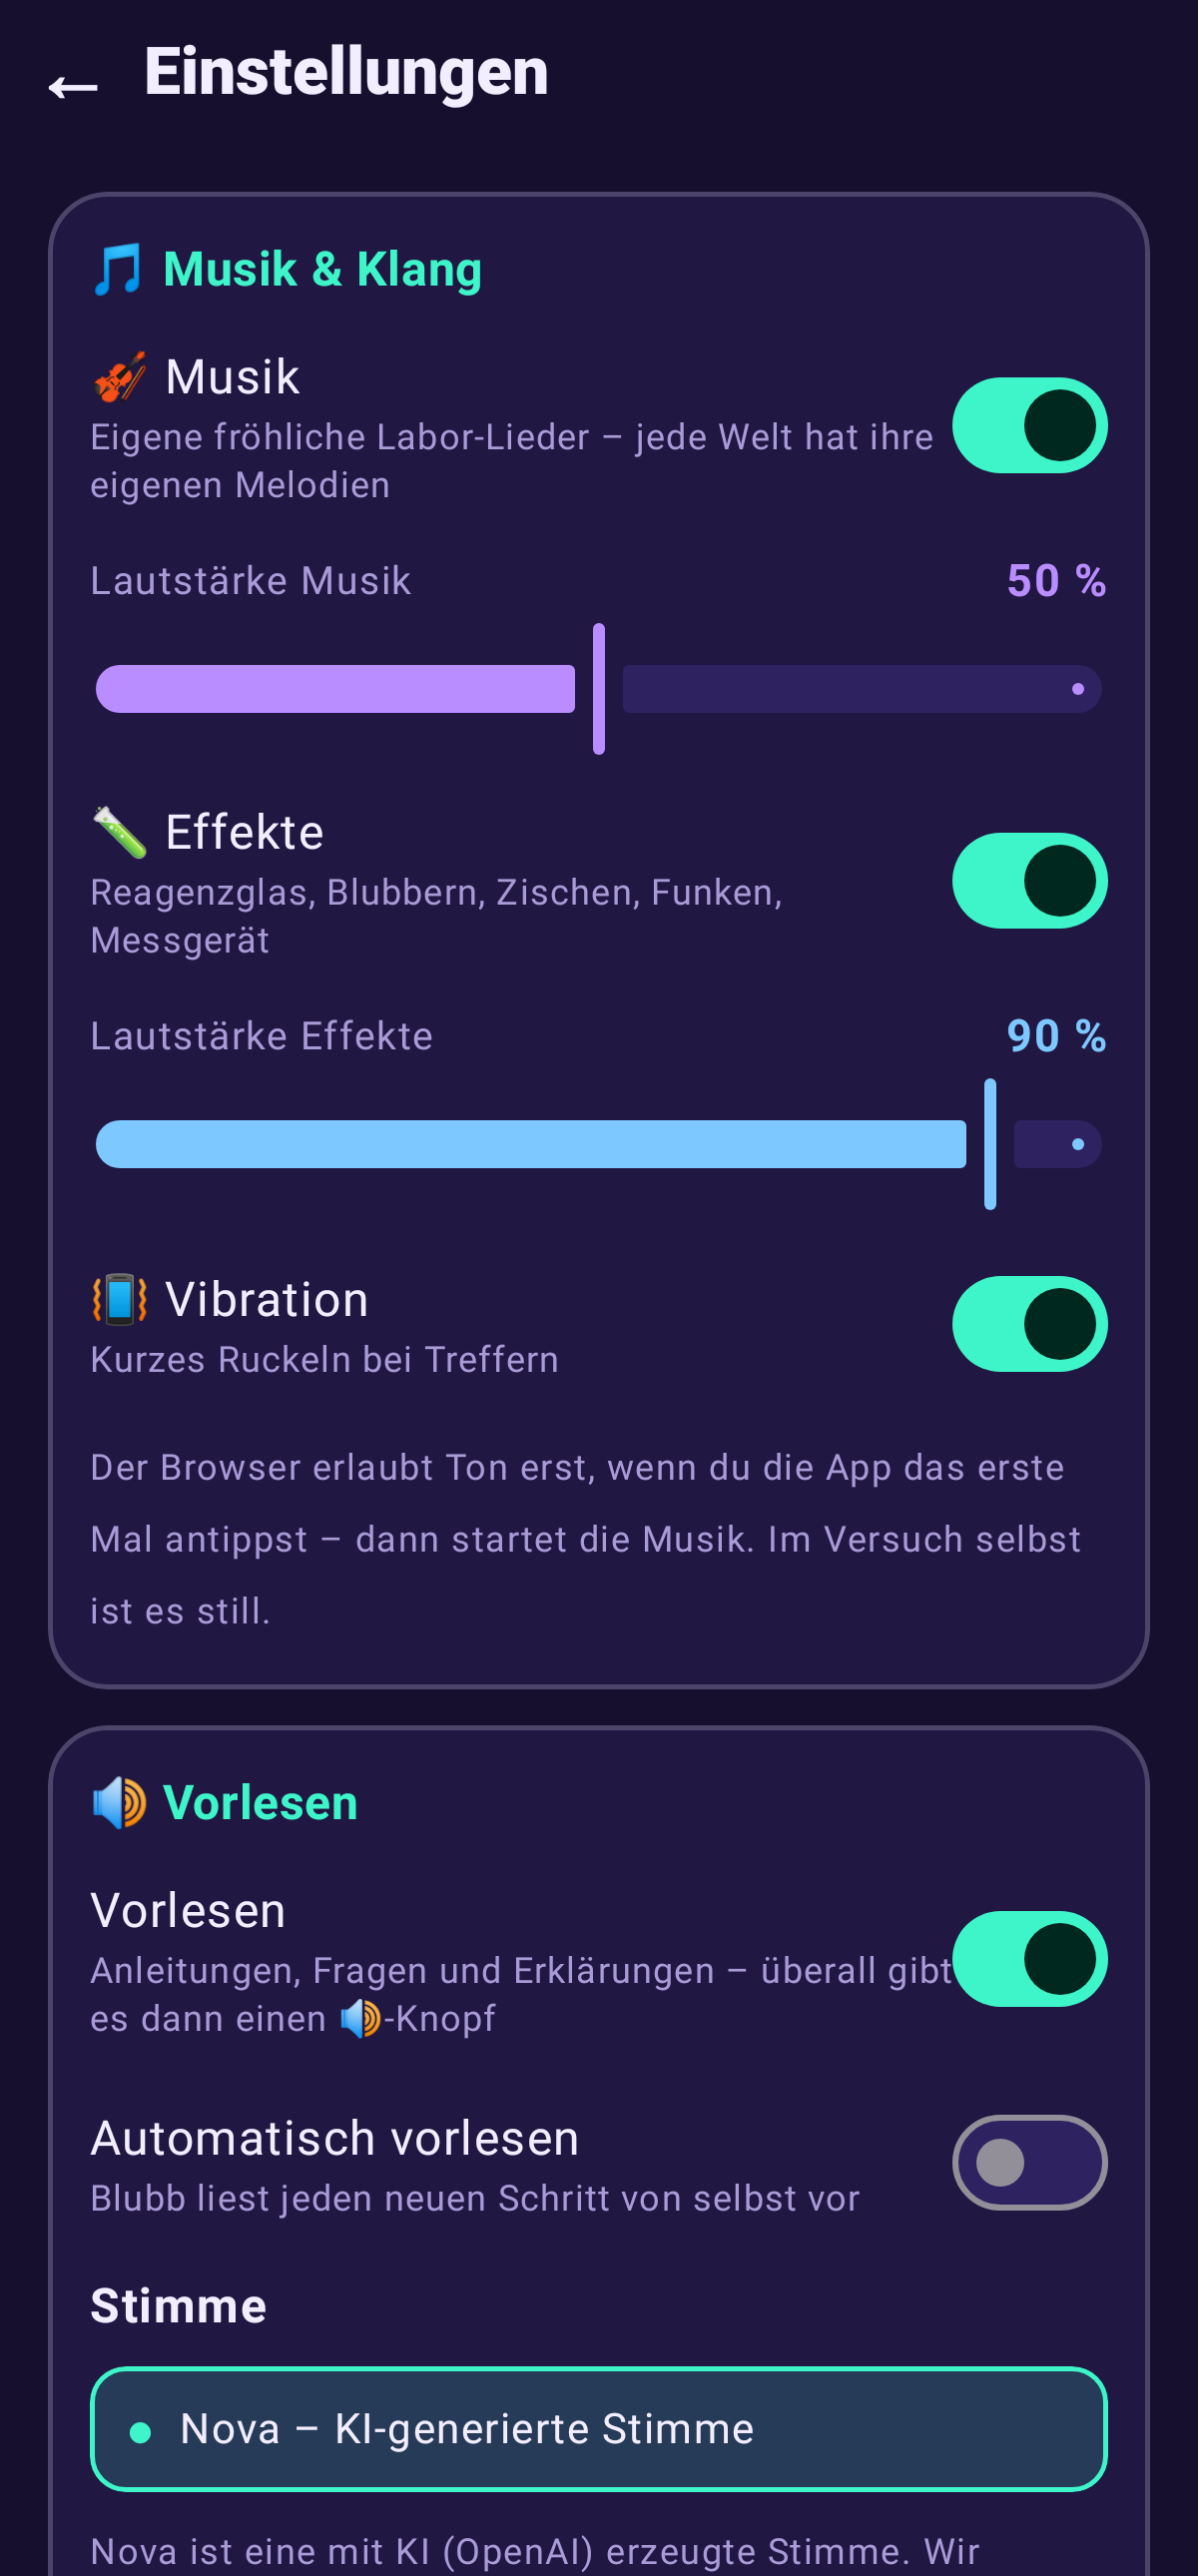 ← Einstellungen
🎵 Musik & Klang
🎻 Musik
Eigene fröhliche Labor-Lieder – jede Welt hat ihre
eigenen Melodien
Lautstärke Musik 50 %
🧪 Effekte
Reagenzglas, Blubbern, Zischen, Funken,
Messgerät
Lautstärke Effekte 90 %
📳 Vibration
Kurzes Ruckeln bei Treffern
Der Browser erlaubt Ton erst, wenn du die App das erste
Mal antippst – dann startet die Musik. Im Versuch selbst
ist es still.
🔊 Vorlesen
Vorlesen
Anleitungen, Fragen und Erklärungen – überall gibt
es dann einen 🔊-Knopf
Automatisch vorlesen
Blubb liest jeden neuen Schritt von selbst vor
Stimme
● Nova – KI-generierte Stimme
Nova ist eine mit KI (OpenAI) erzeugte Stimme. Wir